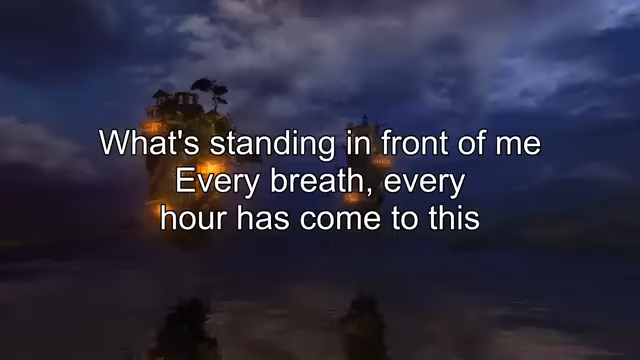 What's standing in front of me
Every breath, every
hour has come to this